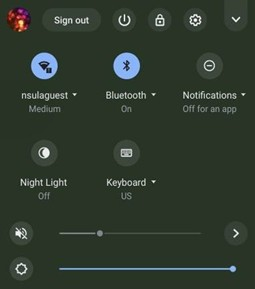 Sign out
nsulaguest
Medium
Bluetooth
On
Notifications
Off for an app
Night Light
Off
Keyboard
US